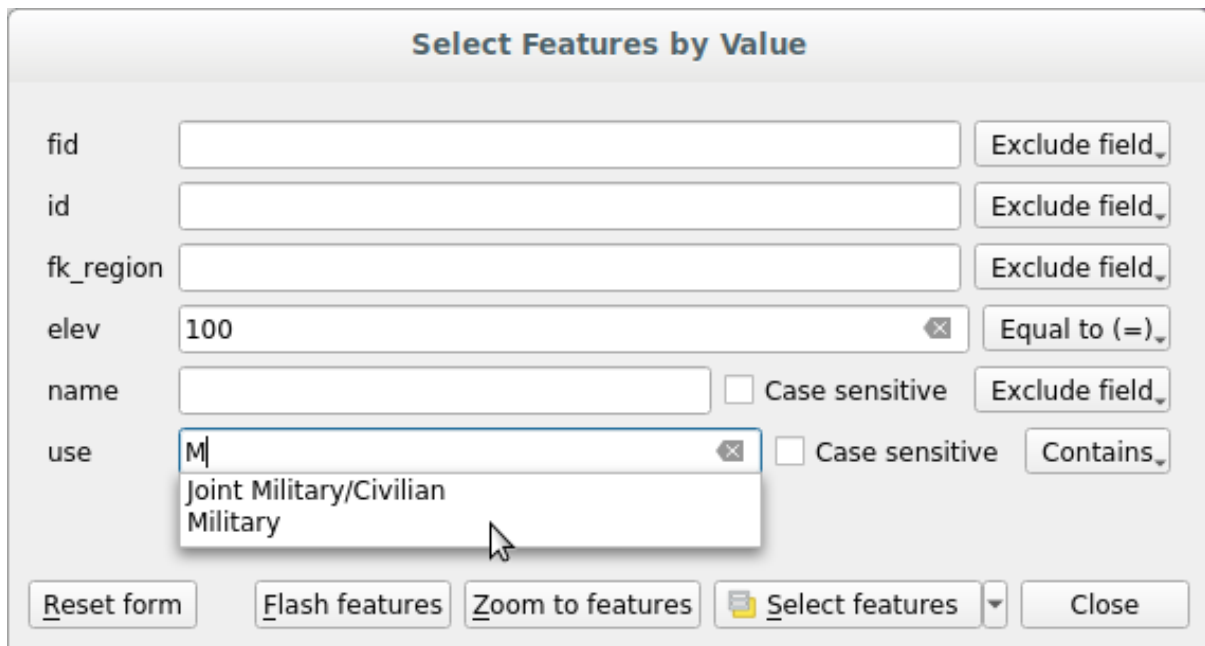 Select Features by Value
fid Exclude field
id Exclude field
fk_region Exclude field
elev 100 Equal to (=)
name Case sensitive Exclude field
use M Case sensitive Contains
Joint Military/Civilian
Military
Reset form Flash features Zoom to features Select features Close